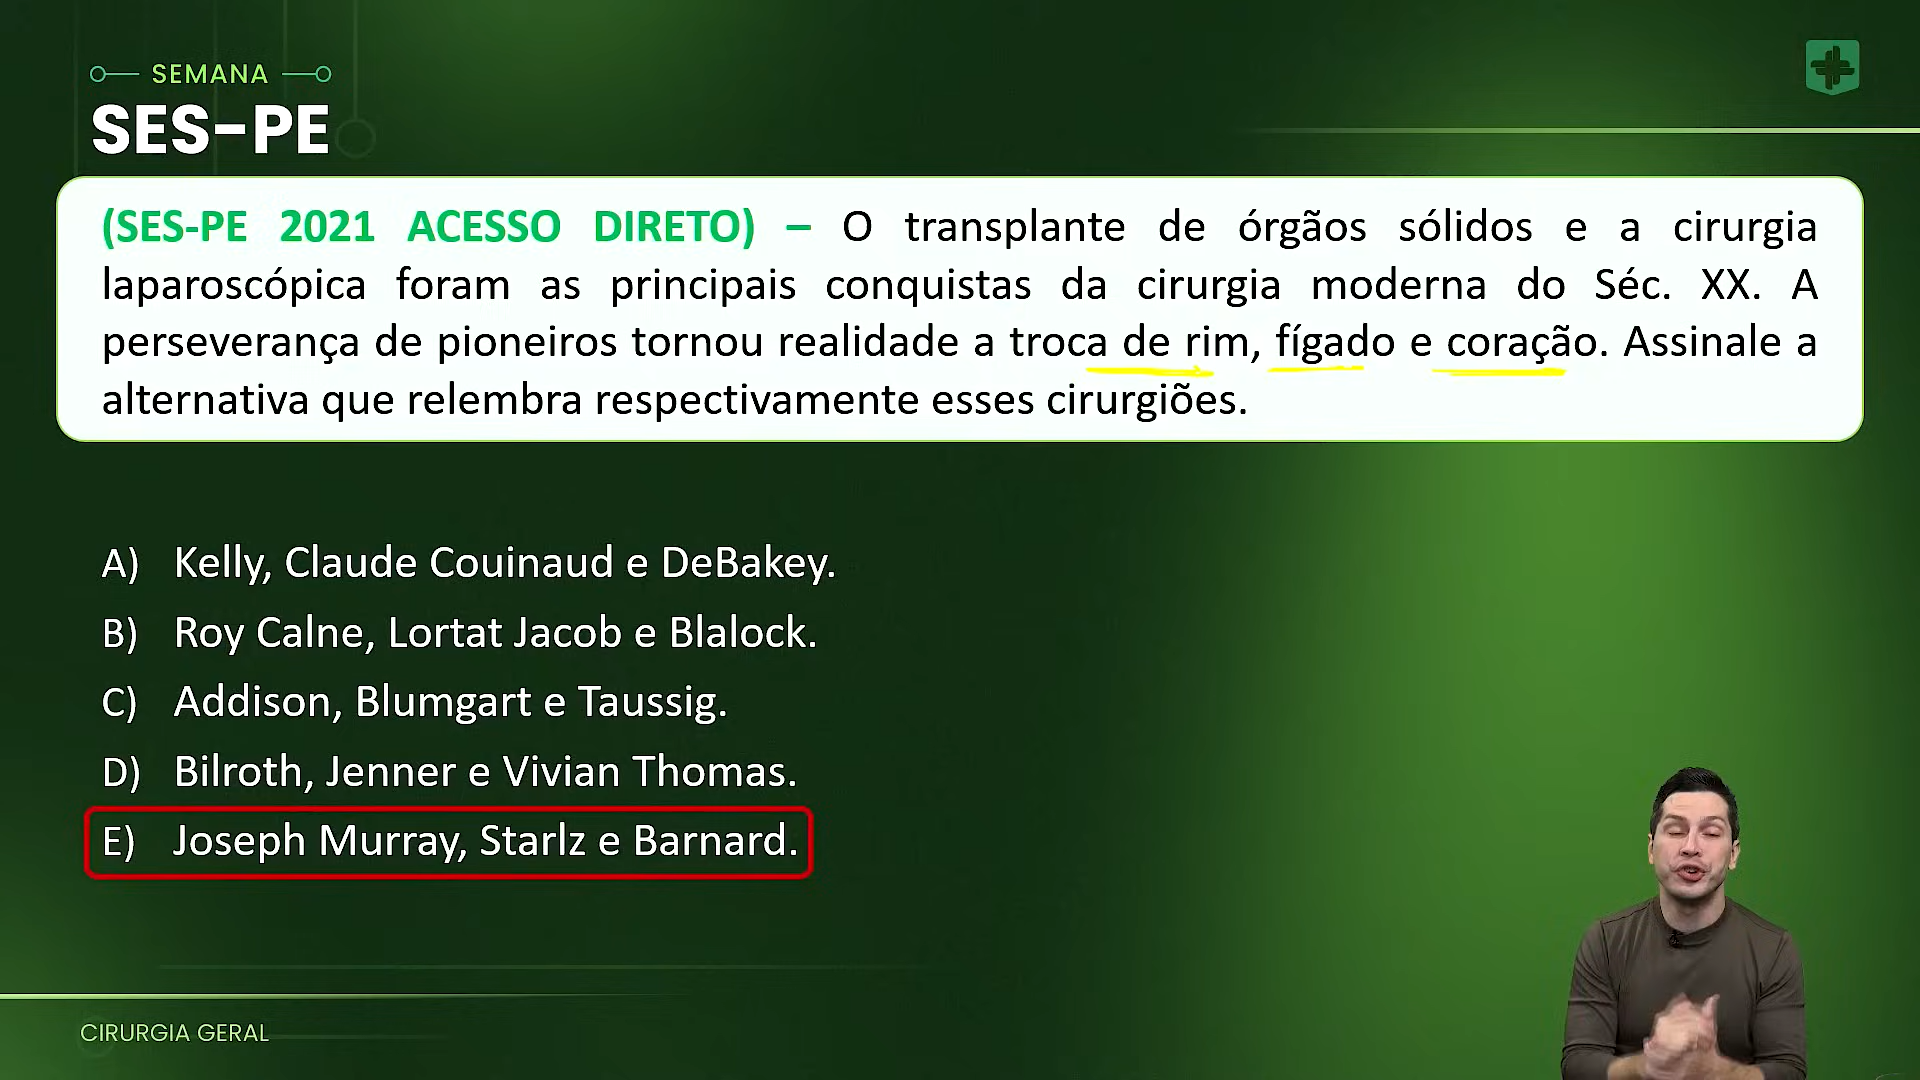 SEMANA
SES-PE
(SES-PE 2021 ACESSO DIRETO) – O transplante de órgãos sólidos e a cirurgia
laparoscópica foram as principais conquistas da cirurgia moderna do Séc. XX. A
perseverança de pioneiros tornou realidade a troca de rim, fígado e coração. Assinale a
alternativa que relembra respectivamente esses cirurgiões.
A) Kelly, Claude Couinaud e DeBakey.
B) Roy Calne, Lortat Jacob e Blalock.
C) Addison, Blumgart e Taussig.
D) Bilroth, Jenner e Vivian Thomas.
E) Joseph Murray, Starlz e Barnard.
CIRURGIA GERAL